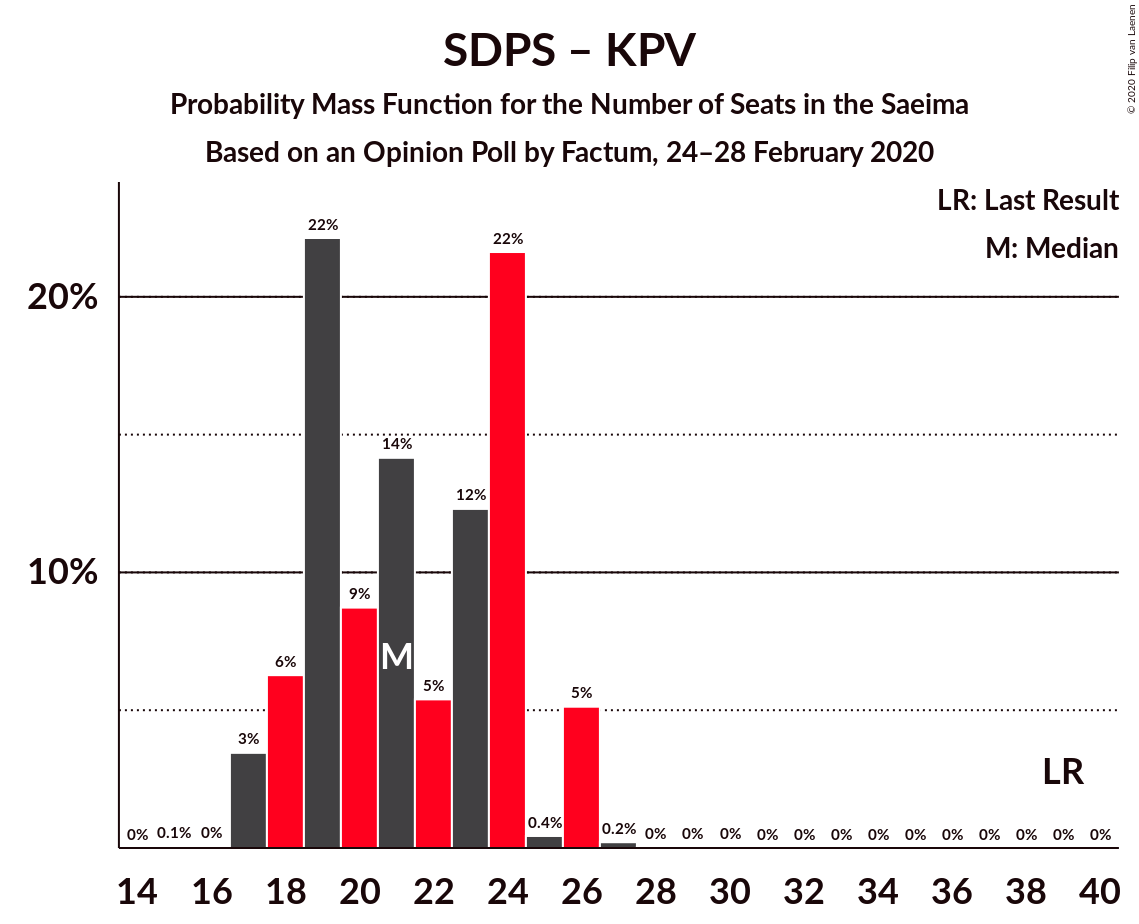 SDPS – KPV
Probability Mass Function for the Number of Seats in the Saeima
Based on an Opinion Poll by Factum, 24–28 February 2020
© 2020 Filip van Laenen
LR: Last Result
M: Median
20%
10%
0% 0.1% 0% 3% 6% 22% 9% 14% 5% 12% 22% 0.4% 5% 0.2% 0% 0% 0% 0% 0% 0% 0% 0% 0% 0% 0% 0% 0%
M
LR
14 16 18 20 22 24 26 28 30 32 34 36 38 40